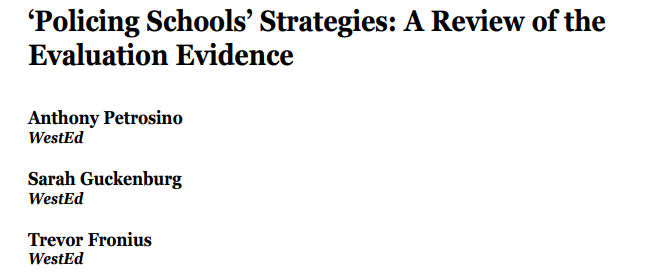 ‘Policing Schools’ Strategies: A Review of the
Evaluation Evidence
Anthony Petrosino
WestEd
Sarah Guckenburg
WestEd
Trevor Fronius
WestEd